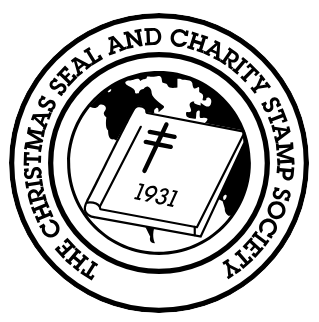 THE CHRISTMAS SEAL AND CHARITY STAMP SOCIETY
1931